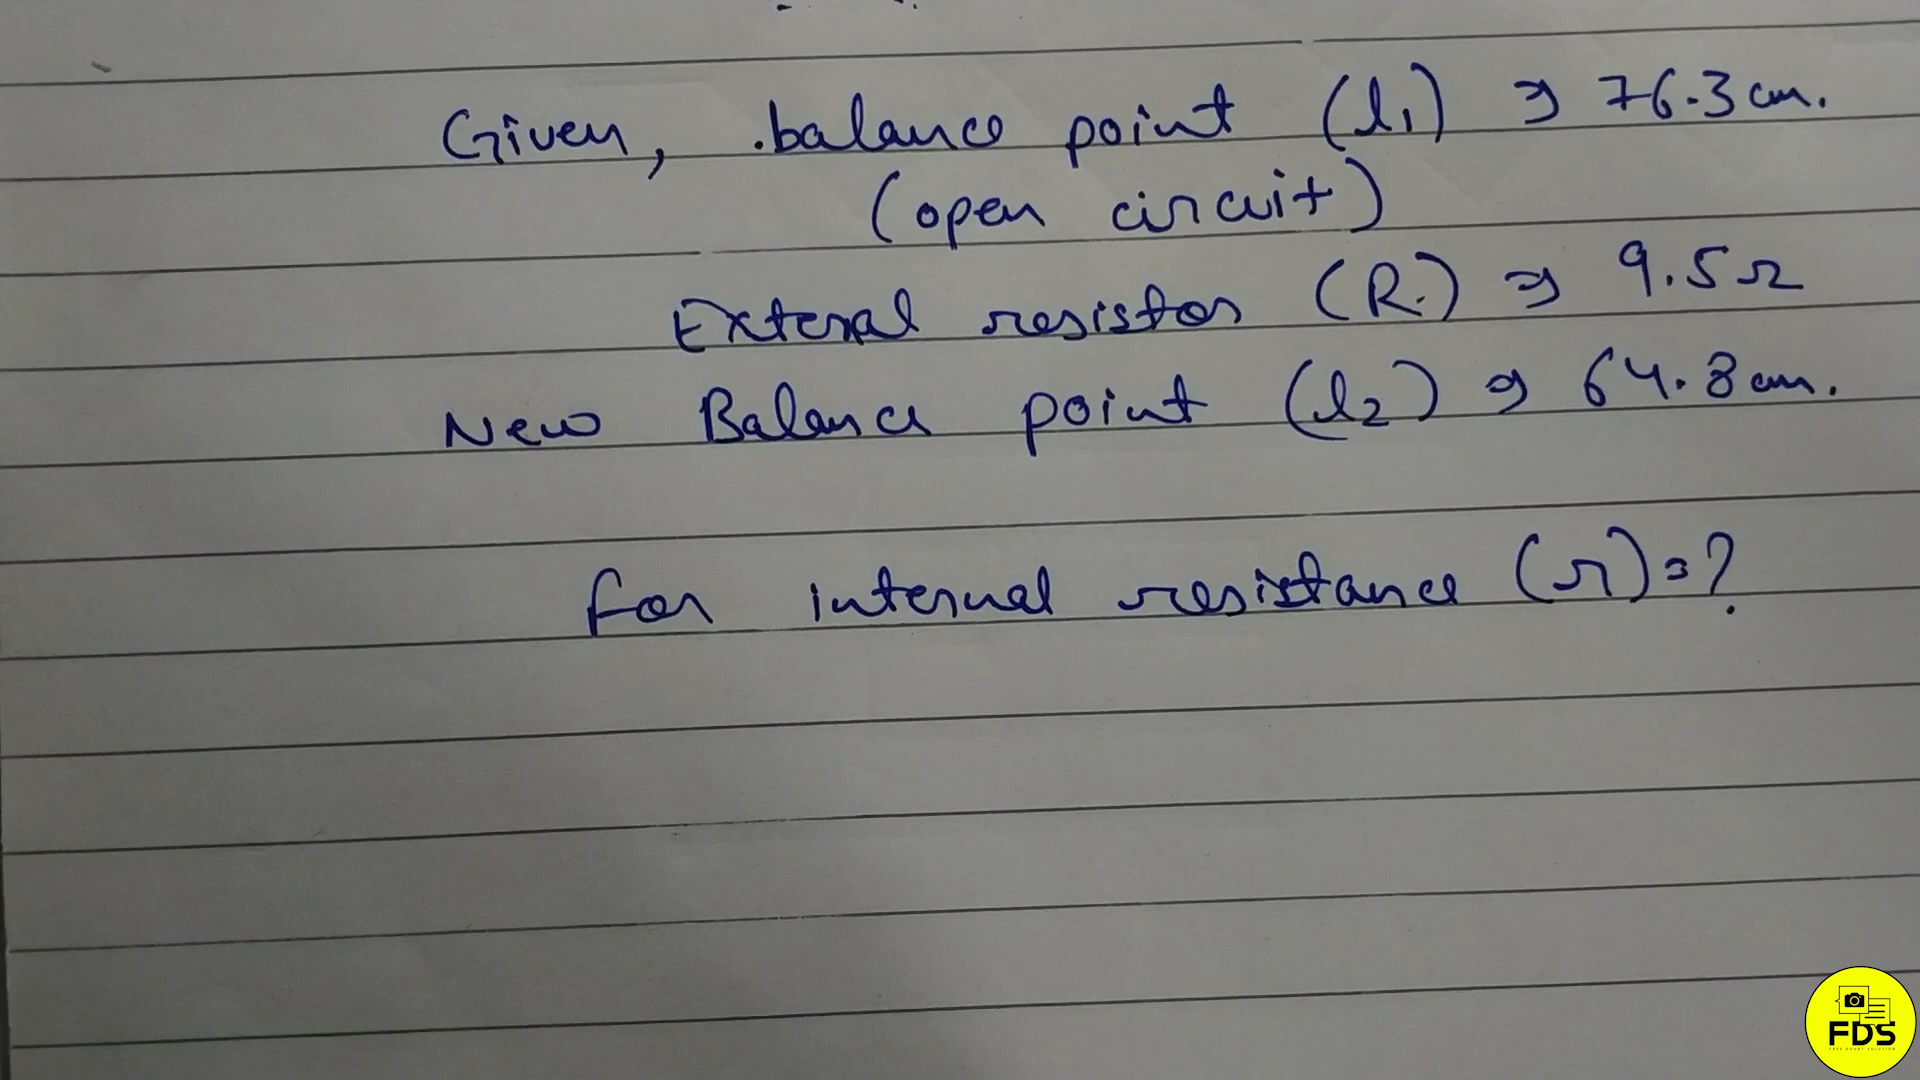 Given, .balance point (l₁) ⇒ 76.3 cm.
(open circuit)
External resistor (R.) ⇒ 9.5Ω
New Balance point (l₂) ⇒ 64.8 cm.
for internal resistance (r) = ?
FDS